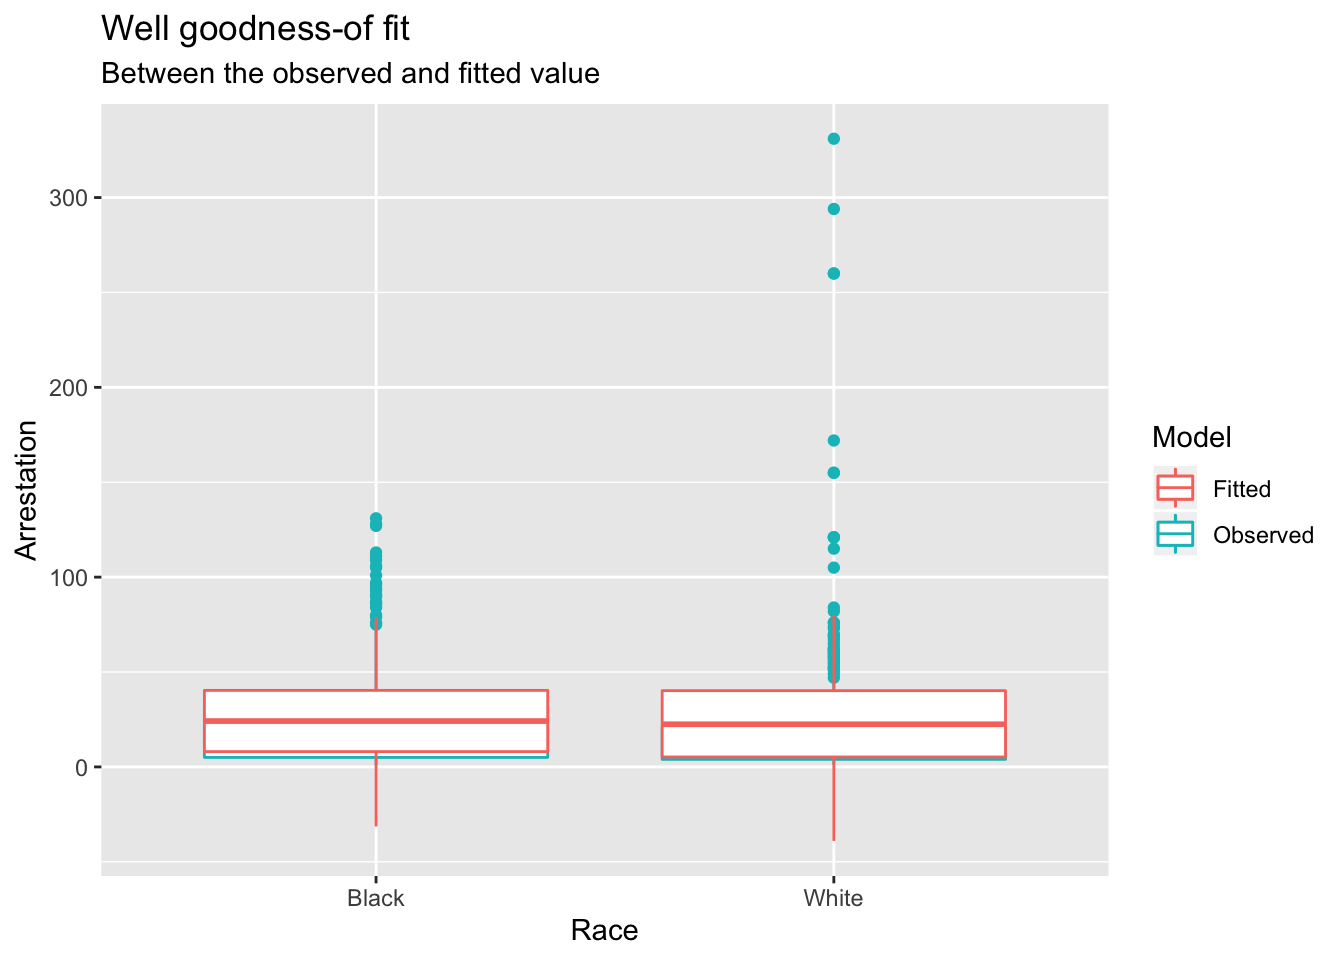 Well goodness-of fit
Between the observed and fitted value
300
200
100
0
Arrestation
Black
White
Race
Model
Fitted
Observed